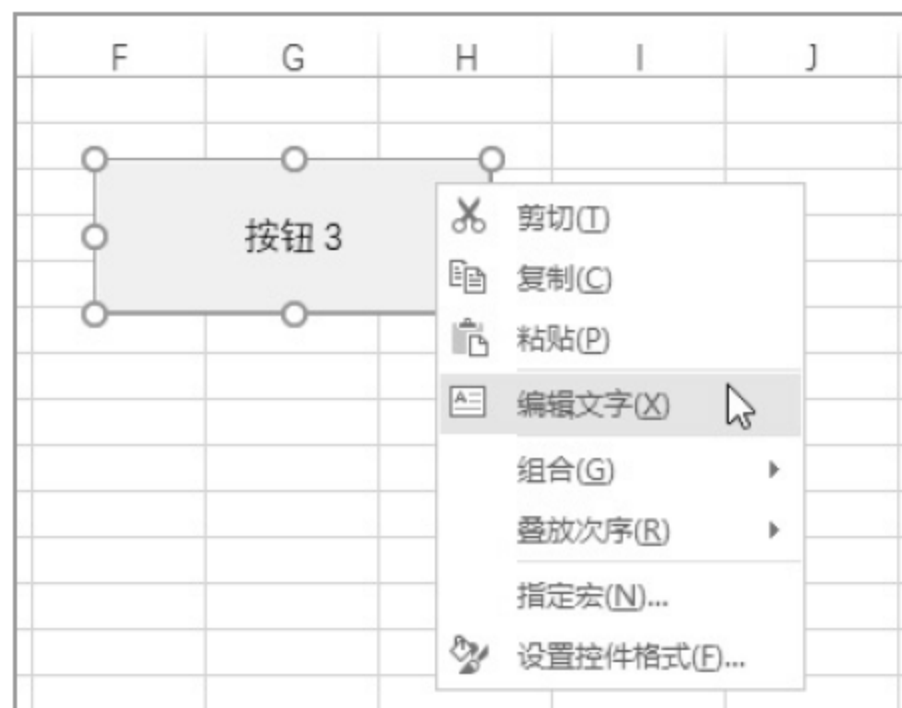 F G H I J
按钮 3
剪切(T)
复制(C)
粘贴(P)
编辑文字(X)
组合(G)
叠放次序(R)
指定宏(N)...
设置控件格式(F)...